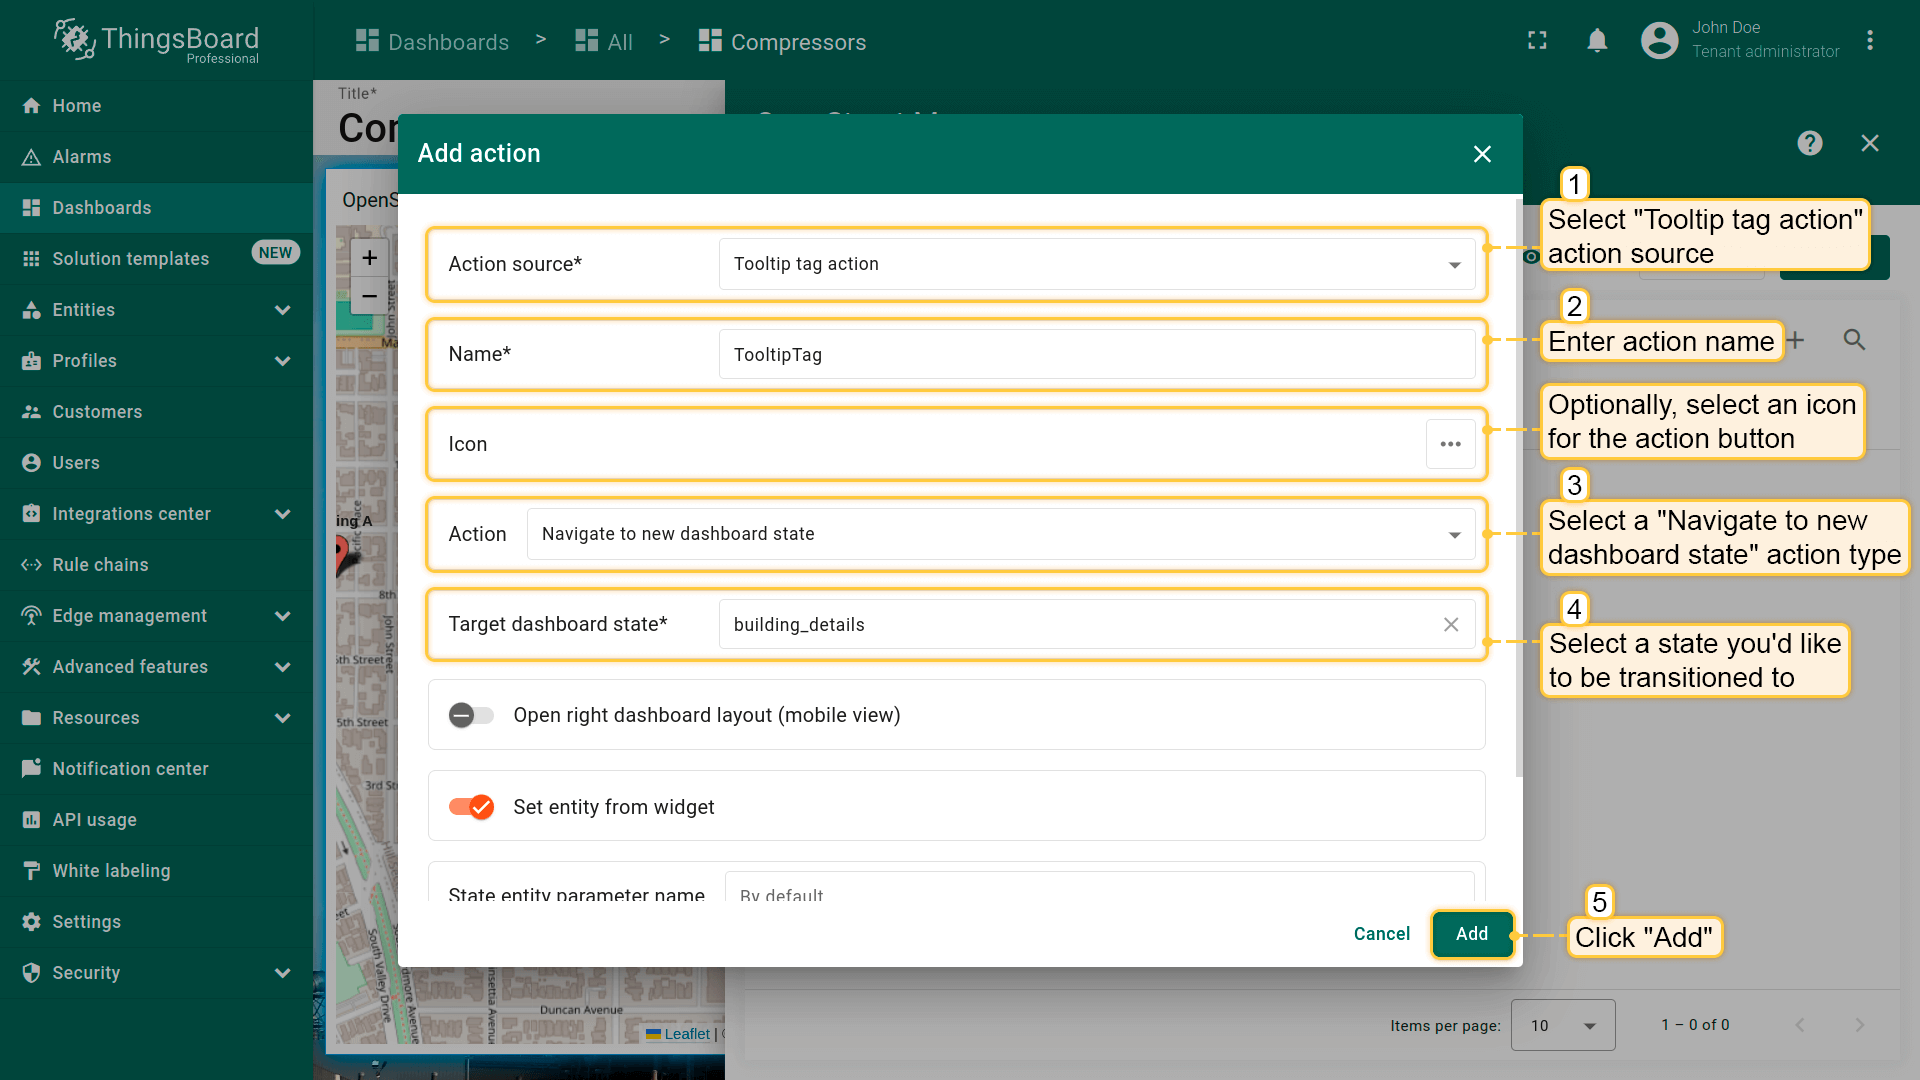 ThingsBoard
Professional
Dashboards > All > Compressors
John Doe
Tenant administrator
Home
Alarms
Dashboards
Solution templates NEW
Entities
Profiles
Customers
Users
Integrations center
Rule chains
Edge management
Advanced features
Resources
Notification center
API usage
White labeling
Settings
Security
Title*
Add action
Action source* Tooltip tag action
Name* TooltipTag
Icon
Action Navigate to new dashboard state
Target dashboard state* building_details
Open right dashboard layout (mobile view)
Set entity from widget
State entity parameter name By default
Cancel Add
1
Select "Tooltip tag action"
action source
2
Enter action name
Optionally, select an icon
for the action button
3
Select a "Navigate to new
dashboard state" action type
4
Select a state you'd like
to be transitioned to
5
Click "Add"
+
−
ing A
8th
John Street
5th Street
3rd St
South Valley Drive
Duncan Avenue
Leaflet |
Items per page: 10 1 – 0 of 0